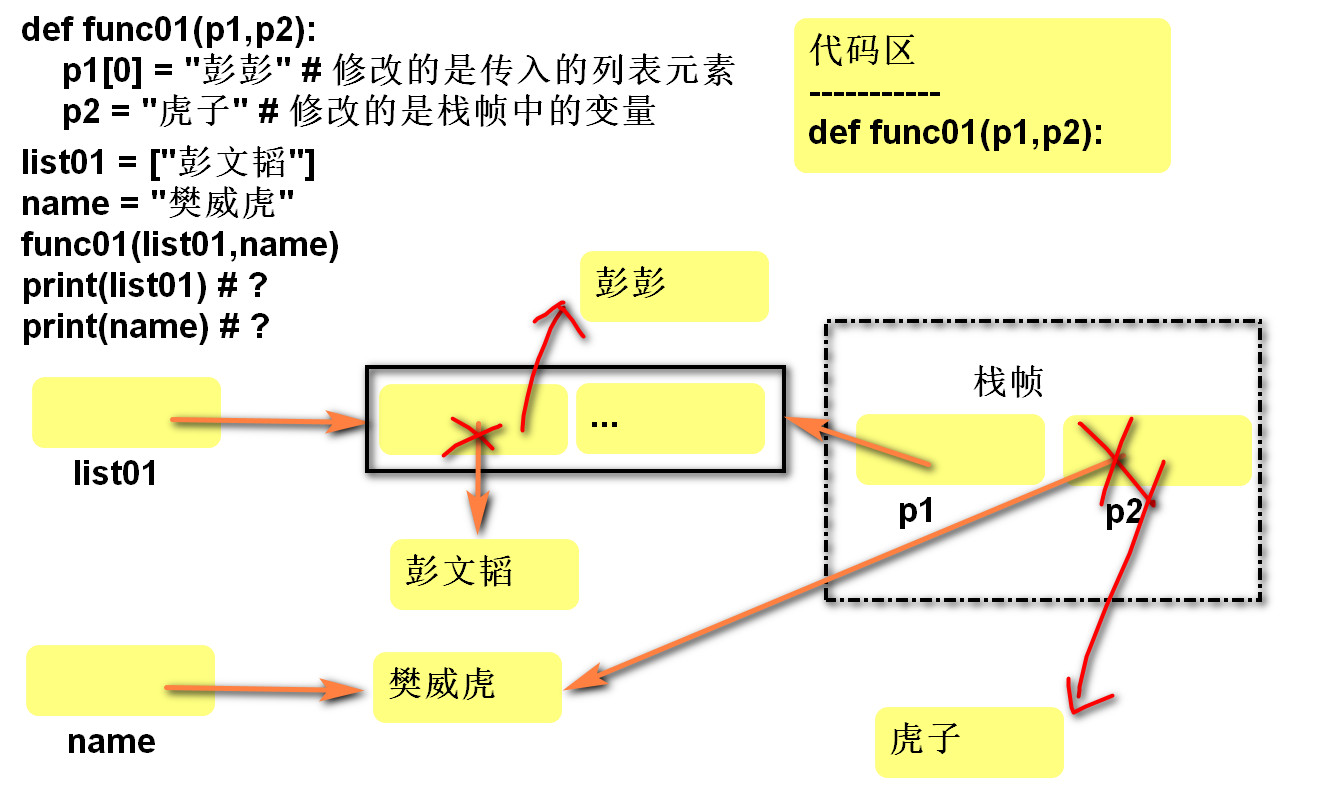 def func01(p1,p2):
p1[0] = "彭彭" # 修改的是传入的列表元素
p2 = "虎子" # 修改的是栈帧中的变量
list01 = ["彭文韬"]
name = "樊威虎"
func01(list01,name)
print(list01) # ?
print(name) # ?
代码区
-----------
def func01(p1,p2):
彭彭
栈帧
...
list01
p1
p2
彭文韬
樊威虎
name
虎子